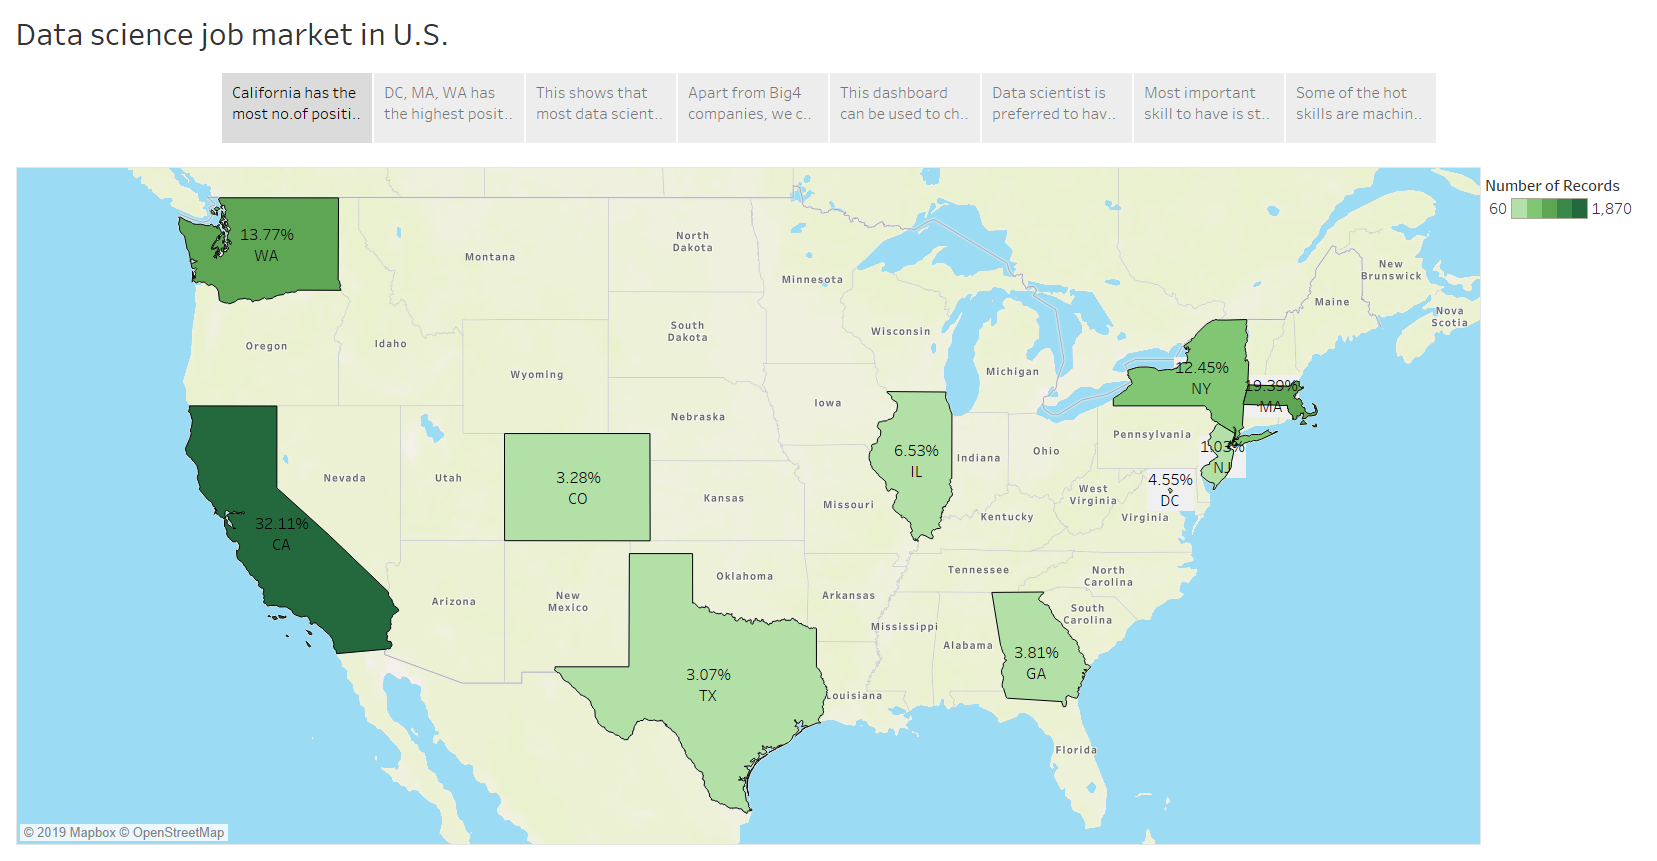 Data science job market in U.S.
California has the
most no.of positi..
DC, MA, WA has
the highest posit..
This shows that
most data scient..
Apart from Big4
companies, we c..
This dashboard
can be used to ch..
Data scientist is
preferred to hav..
Most important
skill to have is st..
Some of the hot
skills are machin..
Number of Records
60
1,870
13.77%
WA
Montana
North
Dakota
Minnesota
New
Brunswick
Maine
Nova
Scotia
Oregon
Idaho
South
Dakota
Wisconsin
Wyoming
Michigan
12.45%
NY
19.39%
MA
Nebraska
Iowa
Pennsylvania
1.03%
NJ
6.53%
IL
Indiana
Ohio
Nevada
Utah
3.28%
CO
Kansas
Missouri
West
Virginia
4.55%
DC
Kentucky
Virginia
32.11%
CA
Arizona
New
Mexico
Oklahoma
Arkansas
Tennessee
North
Carolina
South
Carolina
Mississippi
Alabama
3.81%
GA
3.07%
TX
Louisiana
Florida
© 2019 Mapbox © OpenStreetMap